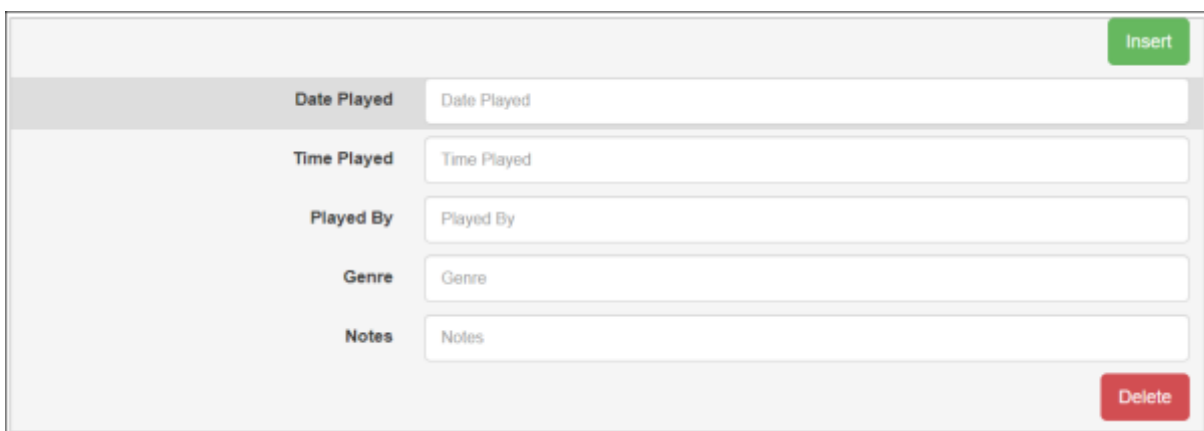 Insert
Date Played Date Played
Time Played Time Played
Played By Played By
Genre Genre
Notes Notes
Delete